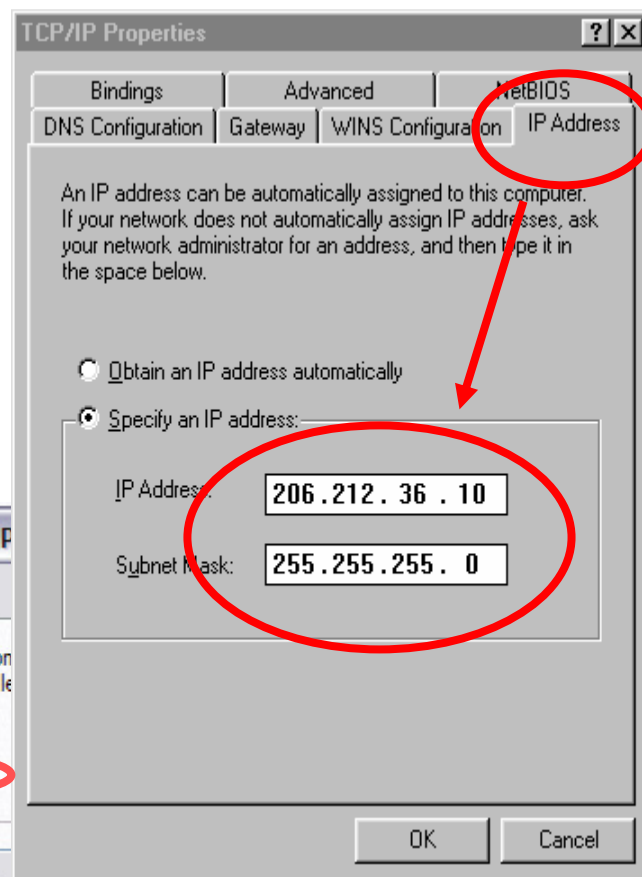 TCP/IP Properties
Bindings Advanced NetBIOS
DNS Configuration Gateway WINS Configuration IP Address
An IP address can be automatically assigned to this computer.
If your network does not automatically assign IP addresses, ask
your network administrator for an address, and then type it in
the space below.
Obtain an IP address automatically
Specify an IP address:
IP Address: 206.212. 36 . 10
Subnet Mask: 255.255.255. 0
OK Cancel